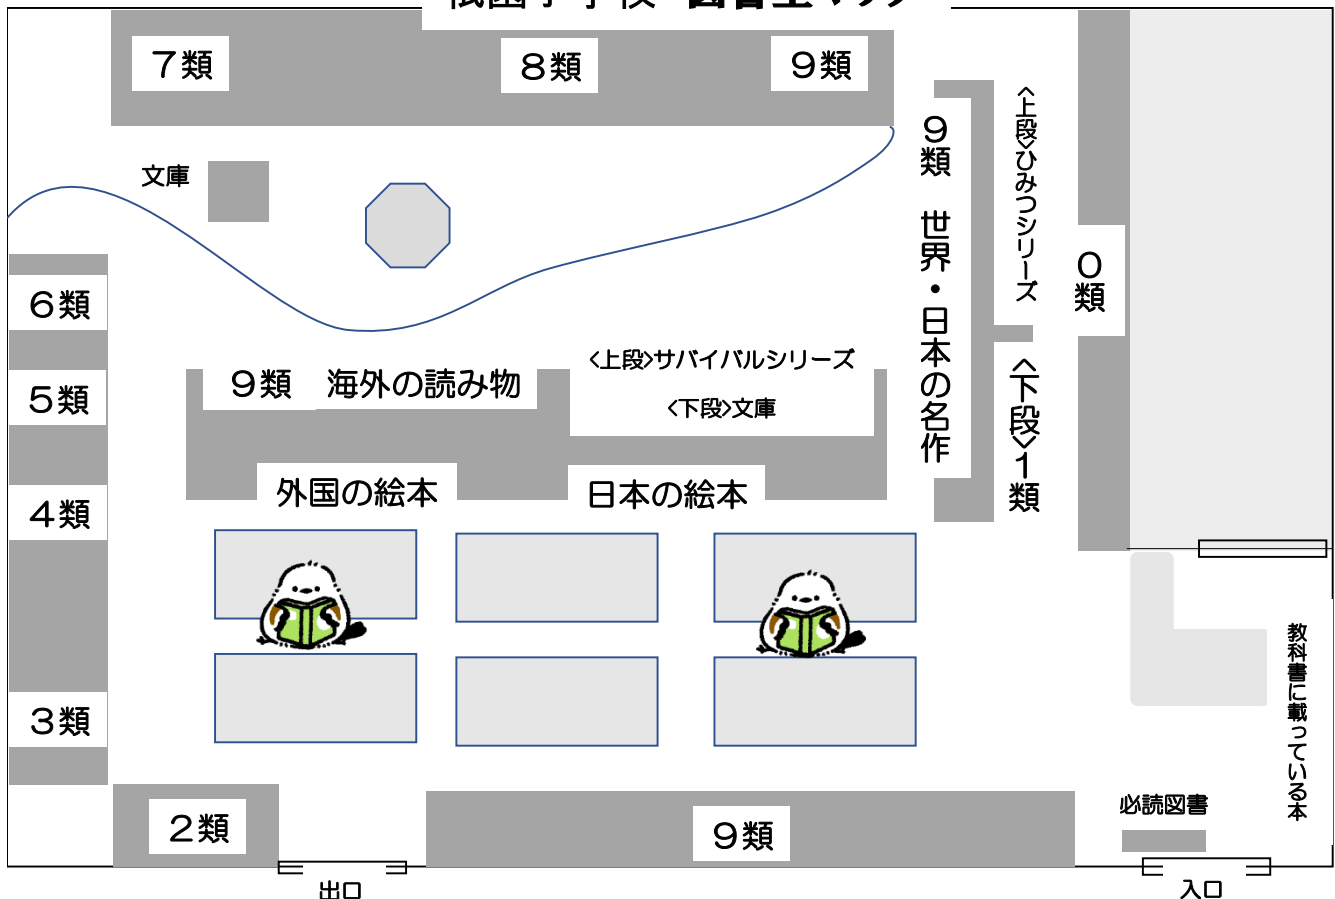 ７類
８類
９類
文庫
９類　世界・日本の名作
<上段>ひみつシリーズ
<下段>１類
０類
６類
５類
４類
３類
９類　海外の読み物
<上段>サバイバルシリーズ
<下段>文庫
外国の絵本
日本の絵本
教科書に載っている本
必読図書
２類
９類
出口
入口